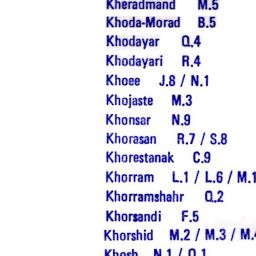 Kheradmand M.5
Khoda-Morad B.5
Khodayar Q.4
Khodayari R.4
Khoee J.8 / N.1
Khojaste M.3
Khonsar N.9
Khorasan R.7 / S.8
Khorestanak C.9
Khorram L.1 / L.6 / M.1
Khorramshahr Q.2
Khorsandi F.5
Khorshid M.2 / M.3 / M.4
Khosh N.1 / O.1